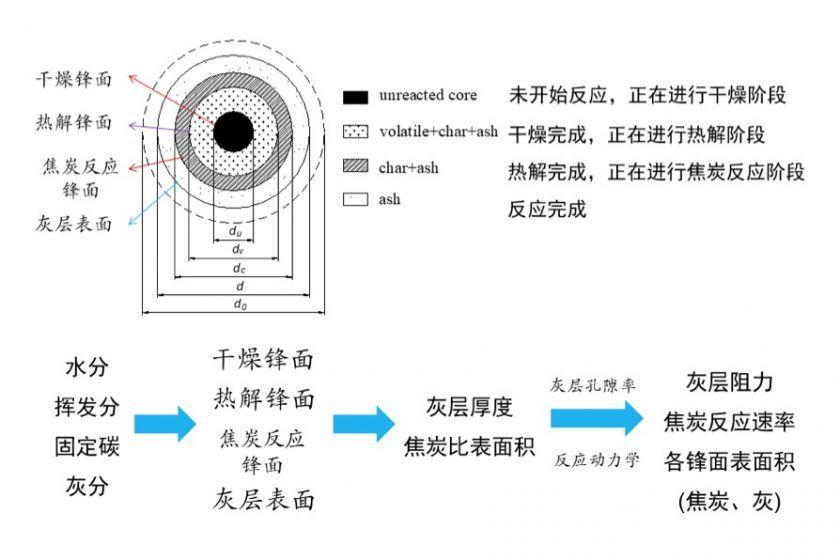 干燥锋面
热解锋面
焦炭反应
锋面
灰层表面
unreacted core 未开始反应，正在进行干燥阶段
volatile+char+ash 干燥完成，正在进行热解阶段
char+ash 热解完成，正在进行焦炭反应阶段
ash 反应完成
du
dv
dc
d
d0
水分
挥发分
固定碳
灰分
干燥锋面
热解锋面
焦炭反应
锋面
灰层表面
灰层厚度
焦炭比表面积
灰层孔隙率
反应动力学
灰层阻力
焦炭反应速率
各锋面表面积
(焦炭、灰)